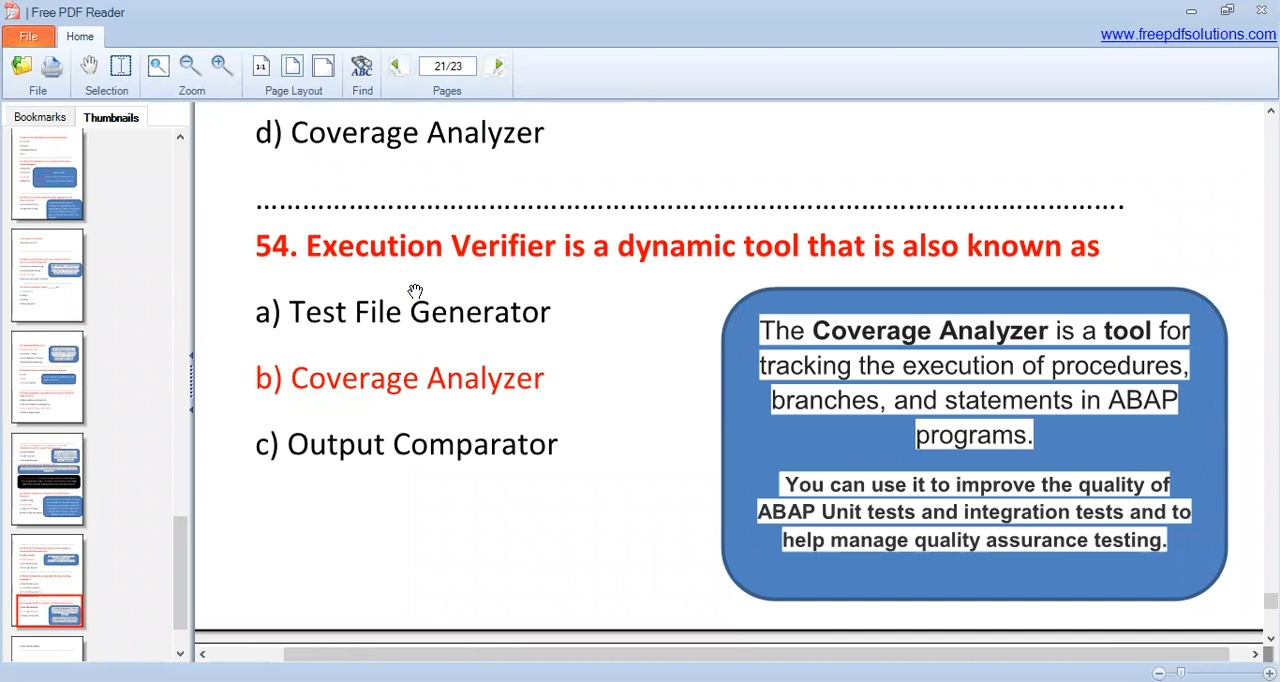 | Free PDF Reader
File
Home
www.freepdfsolutions.com
1:1
ABC
21/23
File
Selection
Zoom
Page Layout
Find
Pages
Bookmarks
Thumbnails
d) Coverage Analyzer
……………………………………………………………………………………………………………….
54. Execution Verifier is a dynamic tool that is also known as
a) Test File Generator
b) Coverage Analyzer
c) Output Comparator
The Coverage Analyzer is a tool for
tracking the execution of procedures,
branches, and statements in ABAP
programs.
You can use it to improve the quality of
ABAP Unit tests and integration tests and to
help manage quality assurance testing.